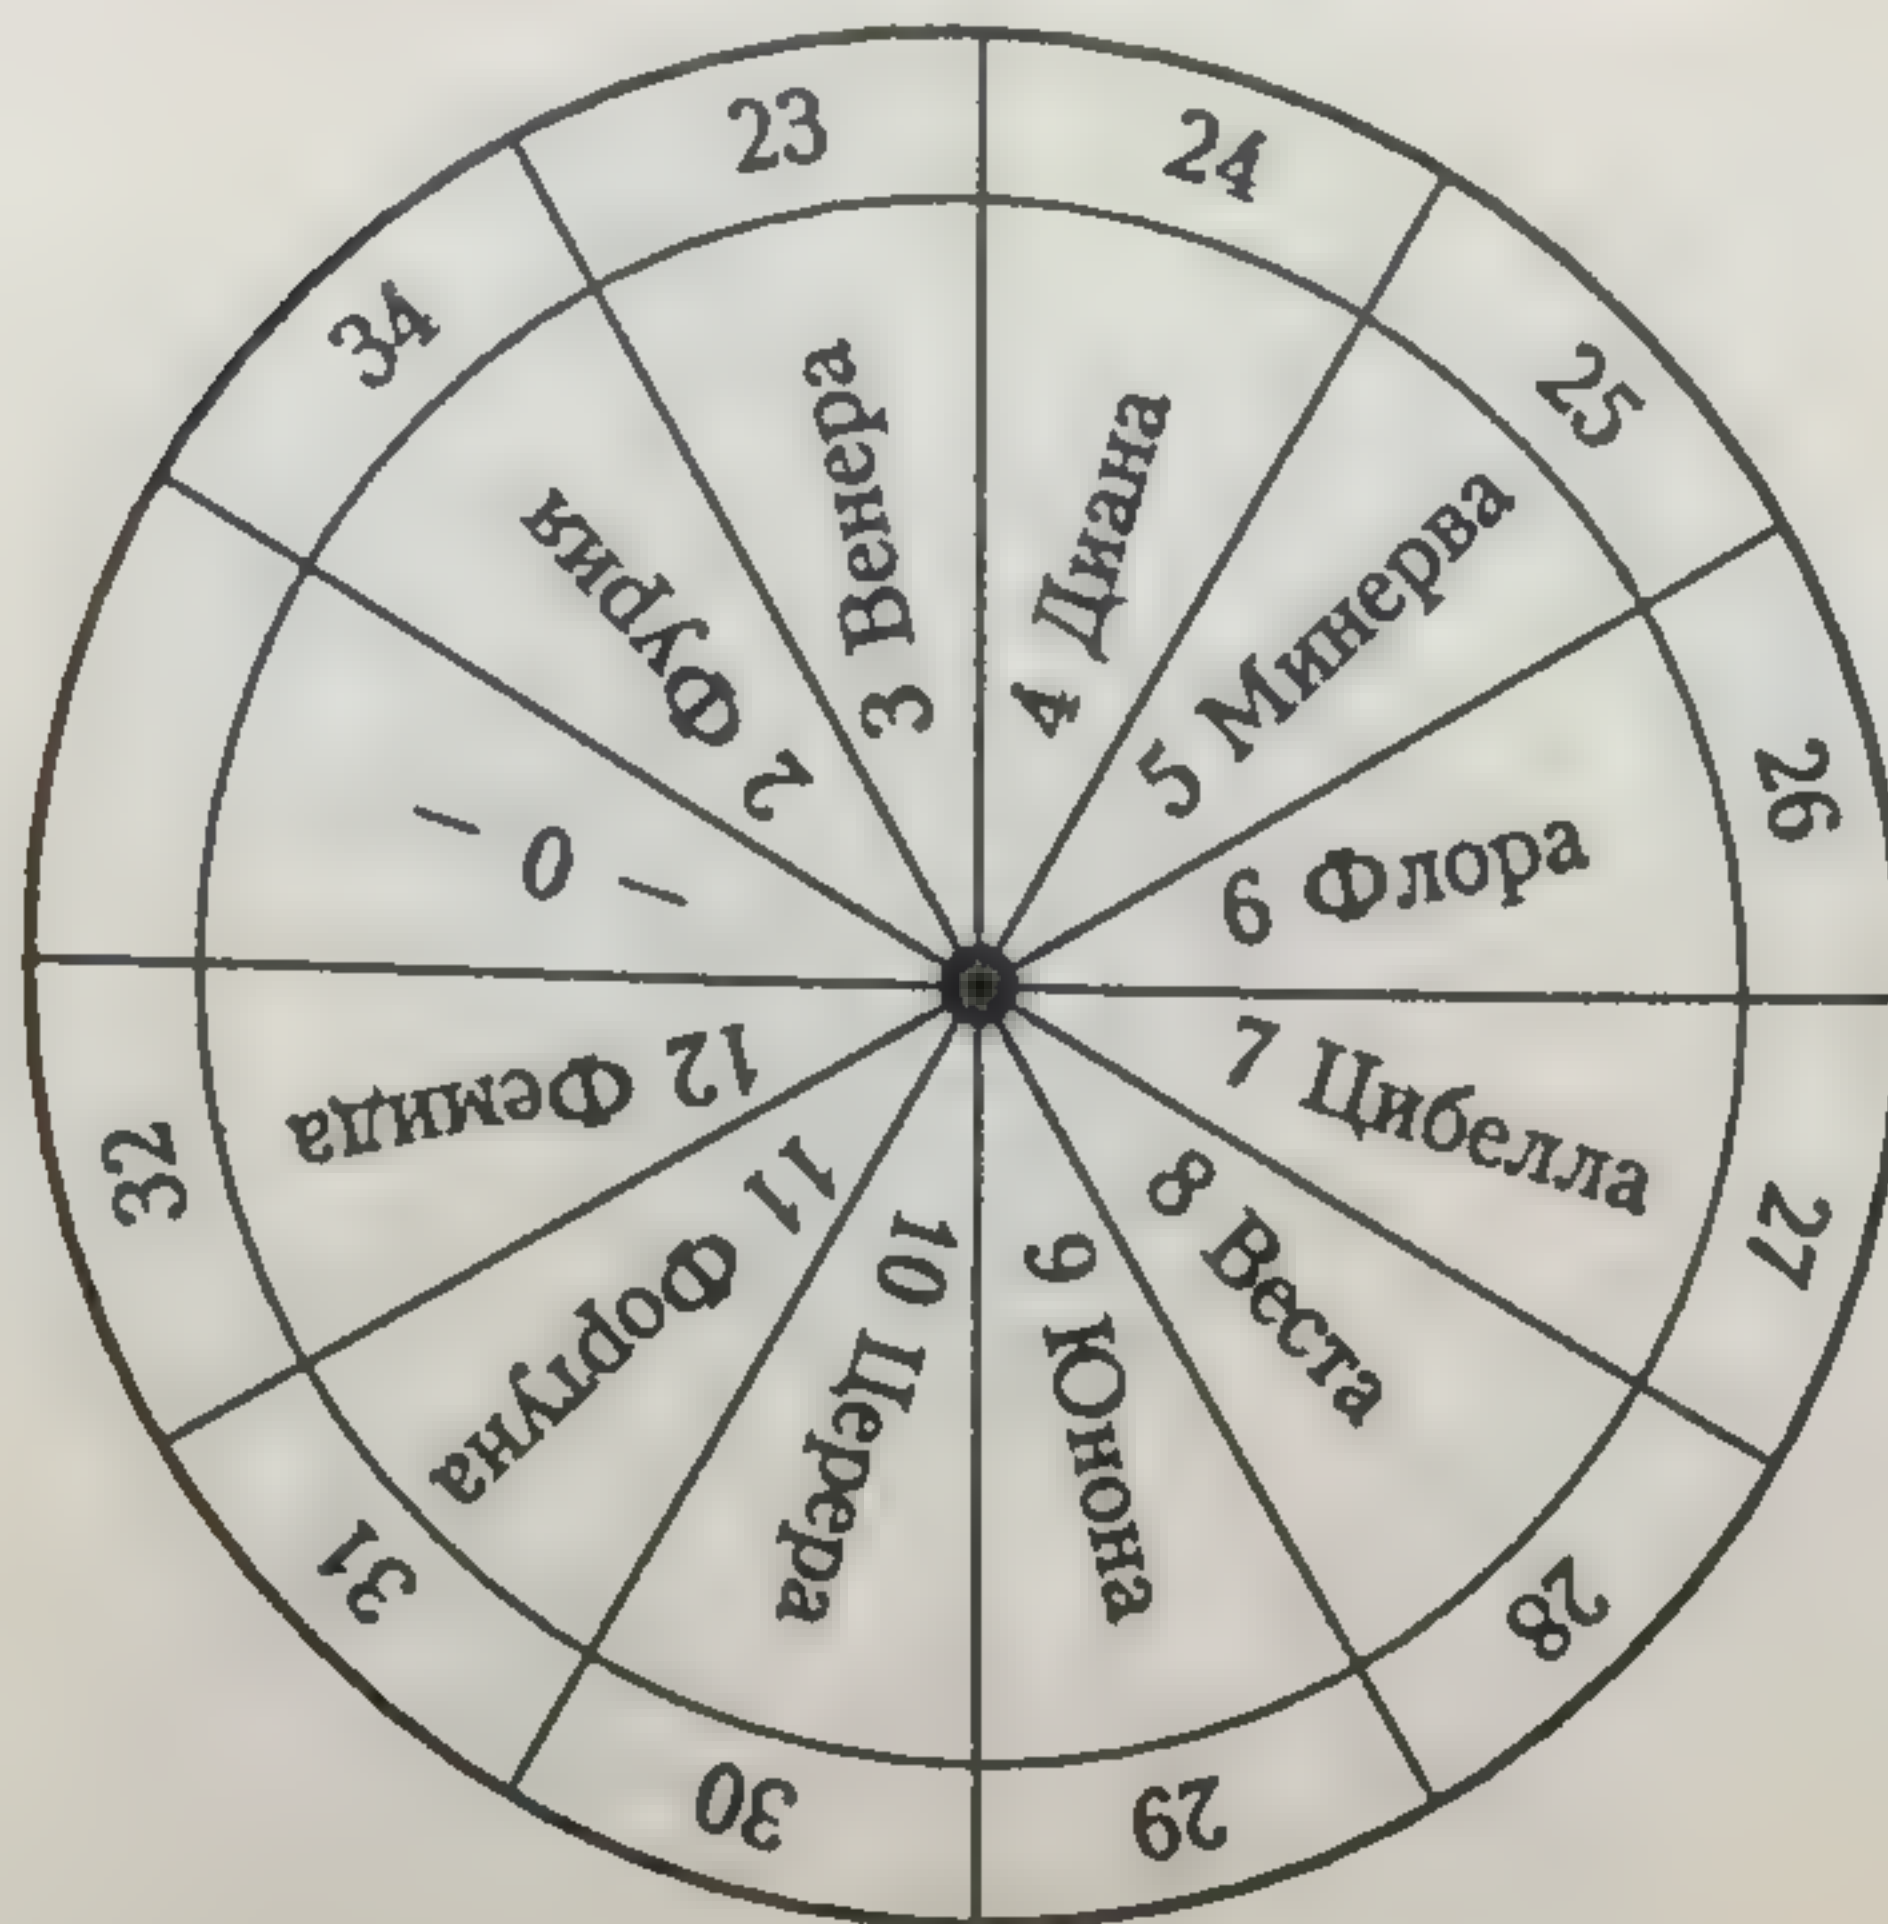 23
24
25
26
27
28
29
30
31
32
34
2 Фурия
3 Венера
4 Диана
5 Минерва
6 Флора
7 Цибелла
8 Веста
9 Юнона
10 Церера
11 Фортуна
12 Фемида
— 0 —